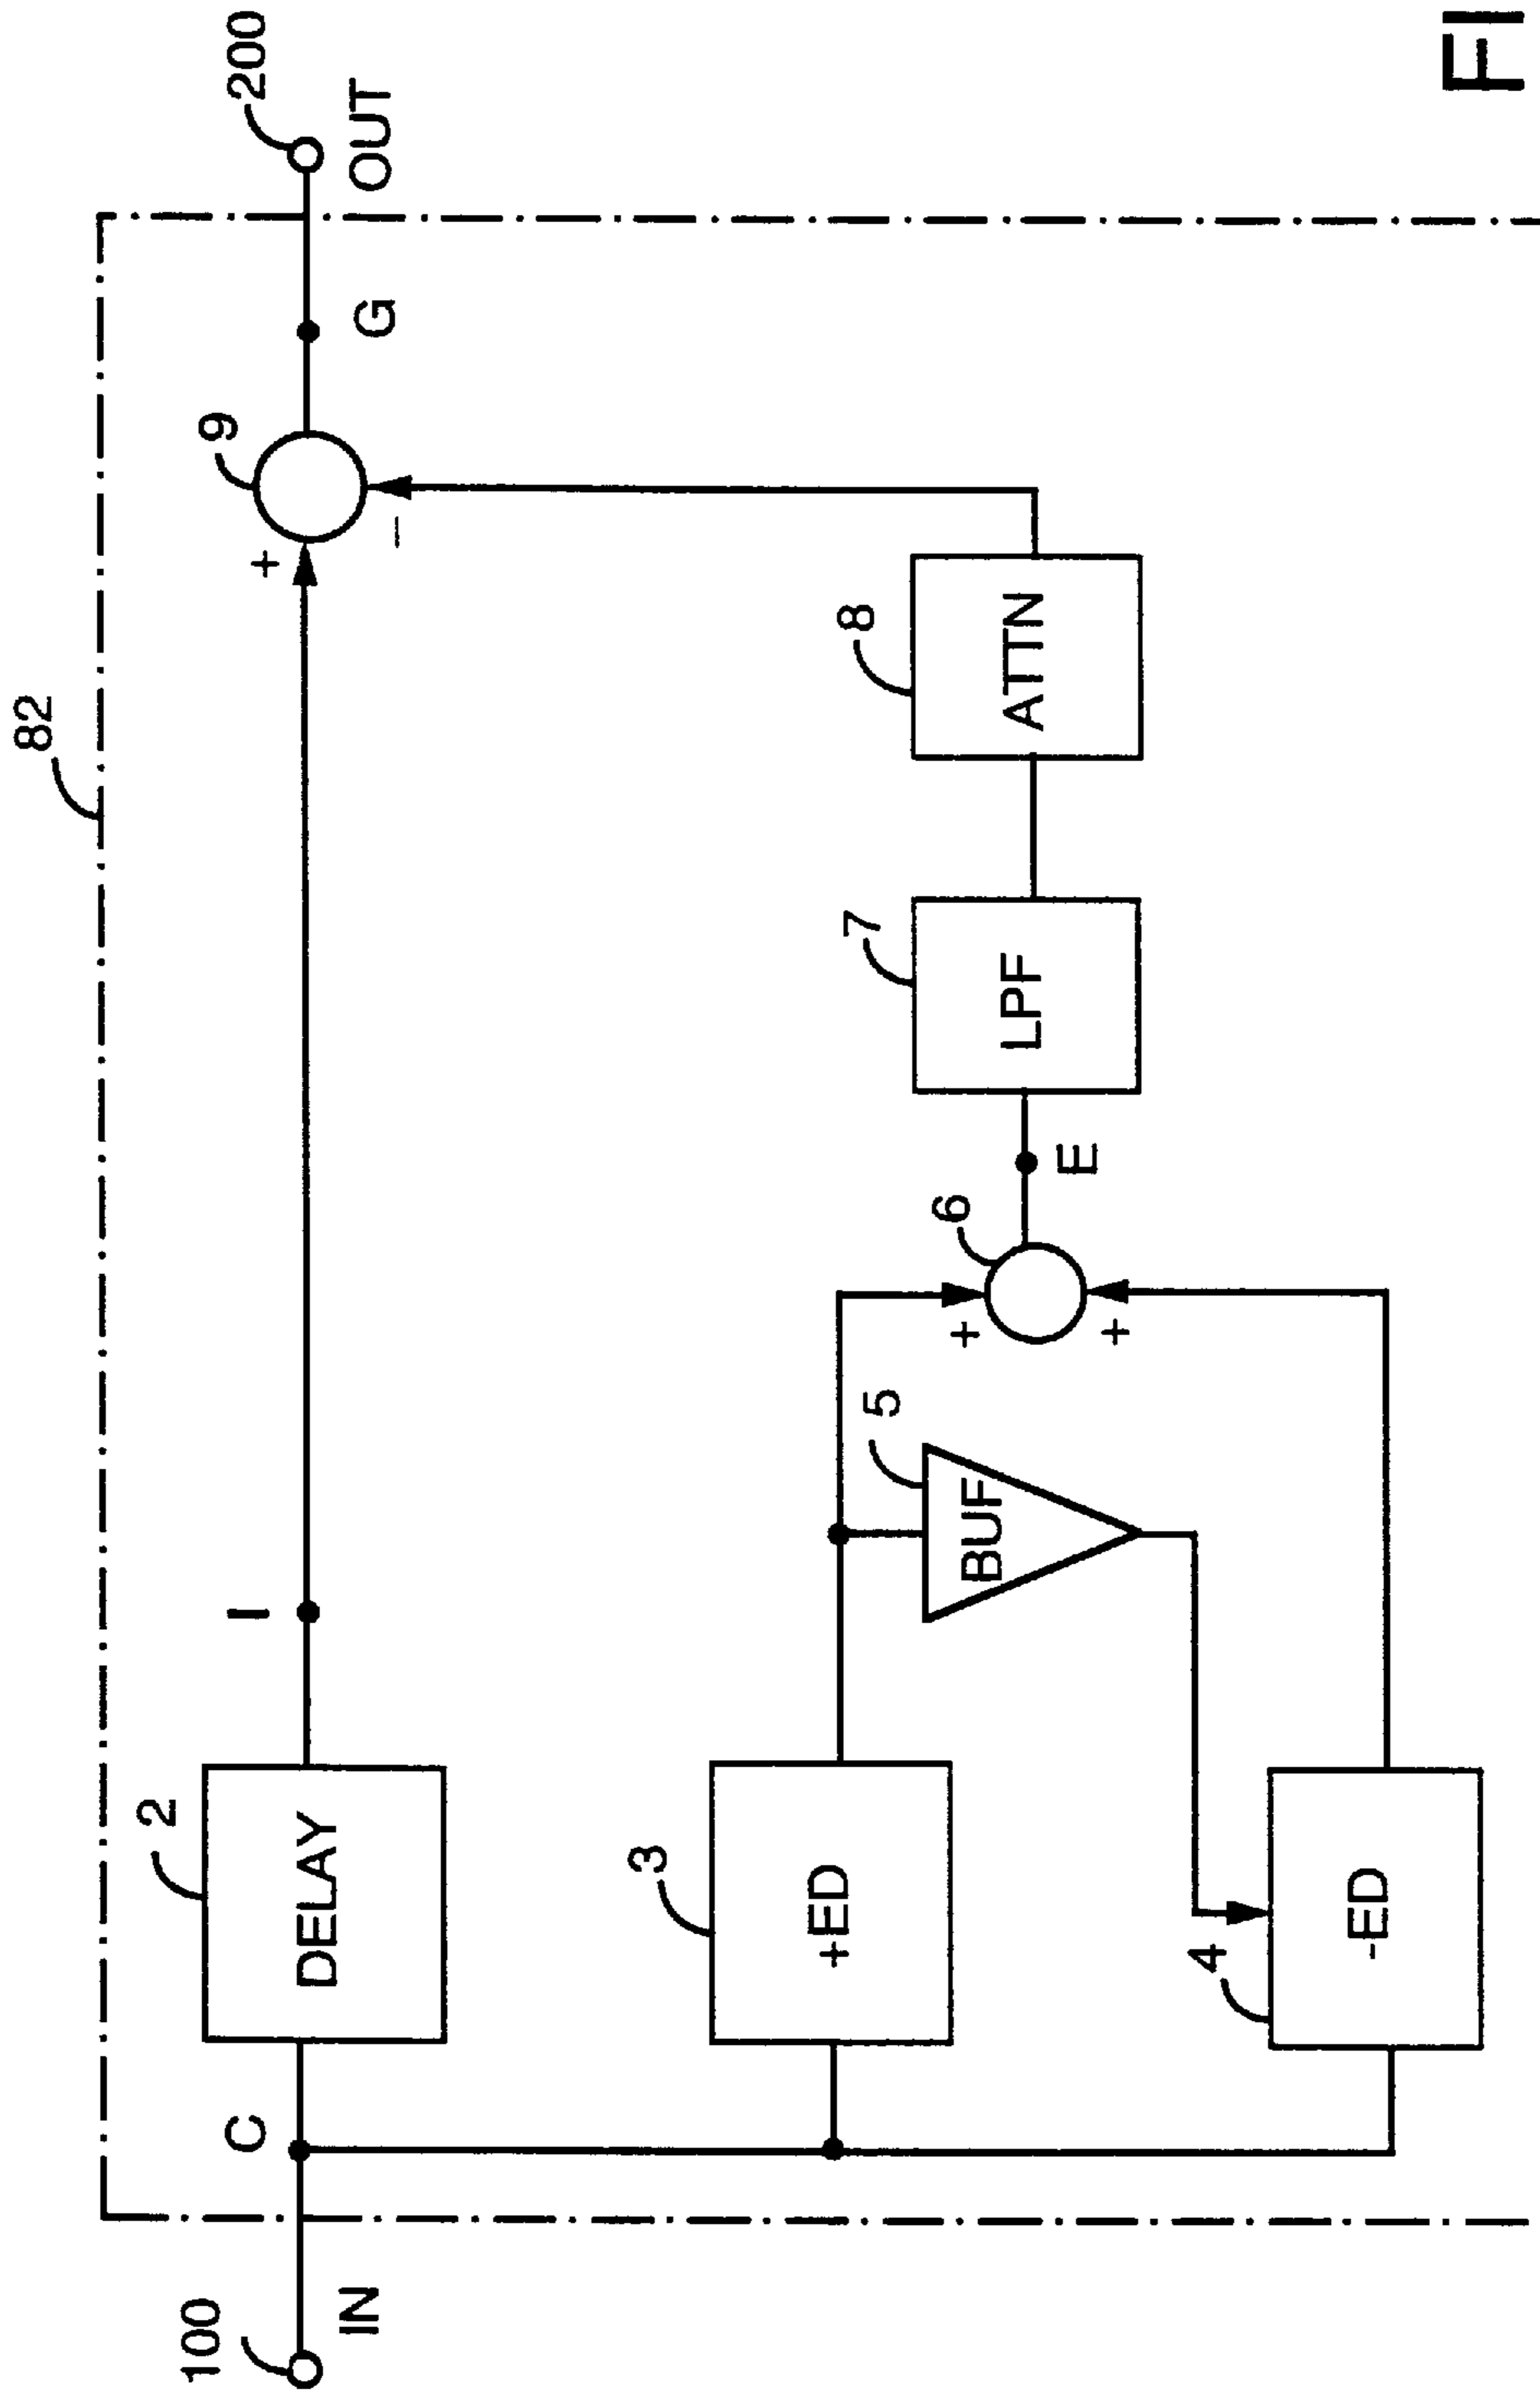 82
100
IN
C
2
DELAY
I
+
9
-
G
200
OUT
3
+ED
5
BUF
+
6
+
E
7
LPF
8
ATTN
4
-ED
FI